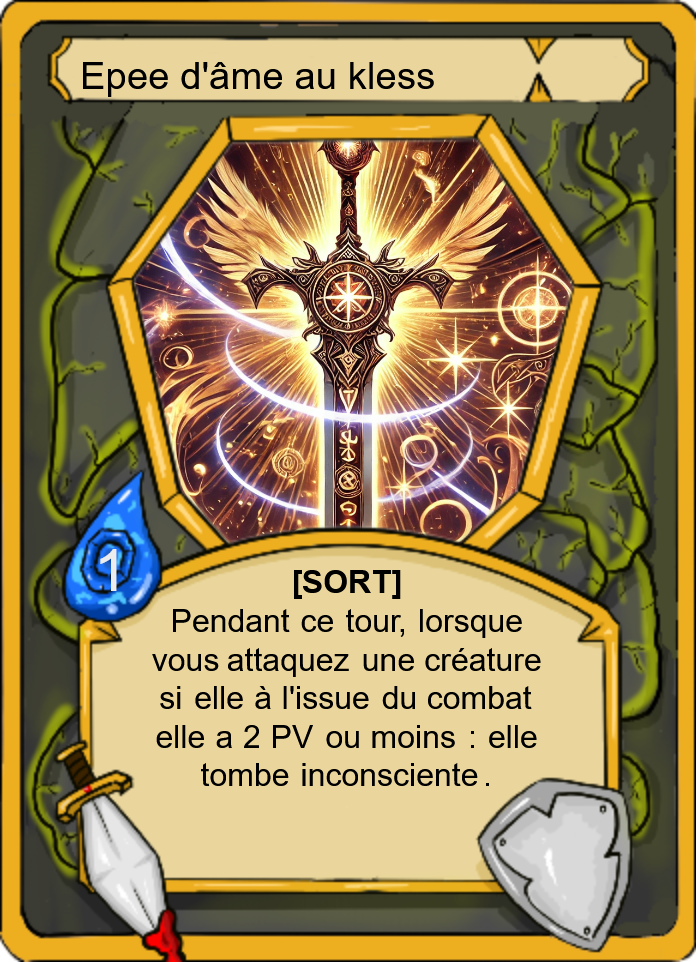 Epee d'âme au kless
1
[SORT]
Pendant ce tour, lorsque
vous attaquez une créature
si elle à l'issue du combat
elle a 2 PV ou moins : elle
tombe inconsciente .